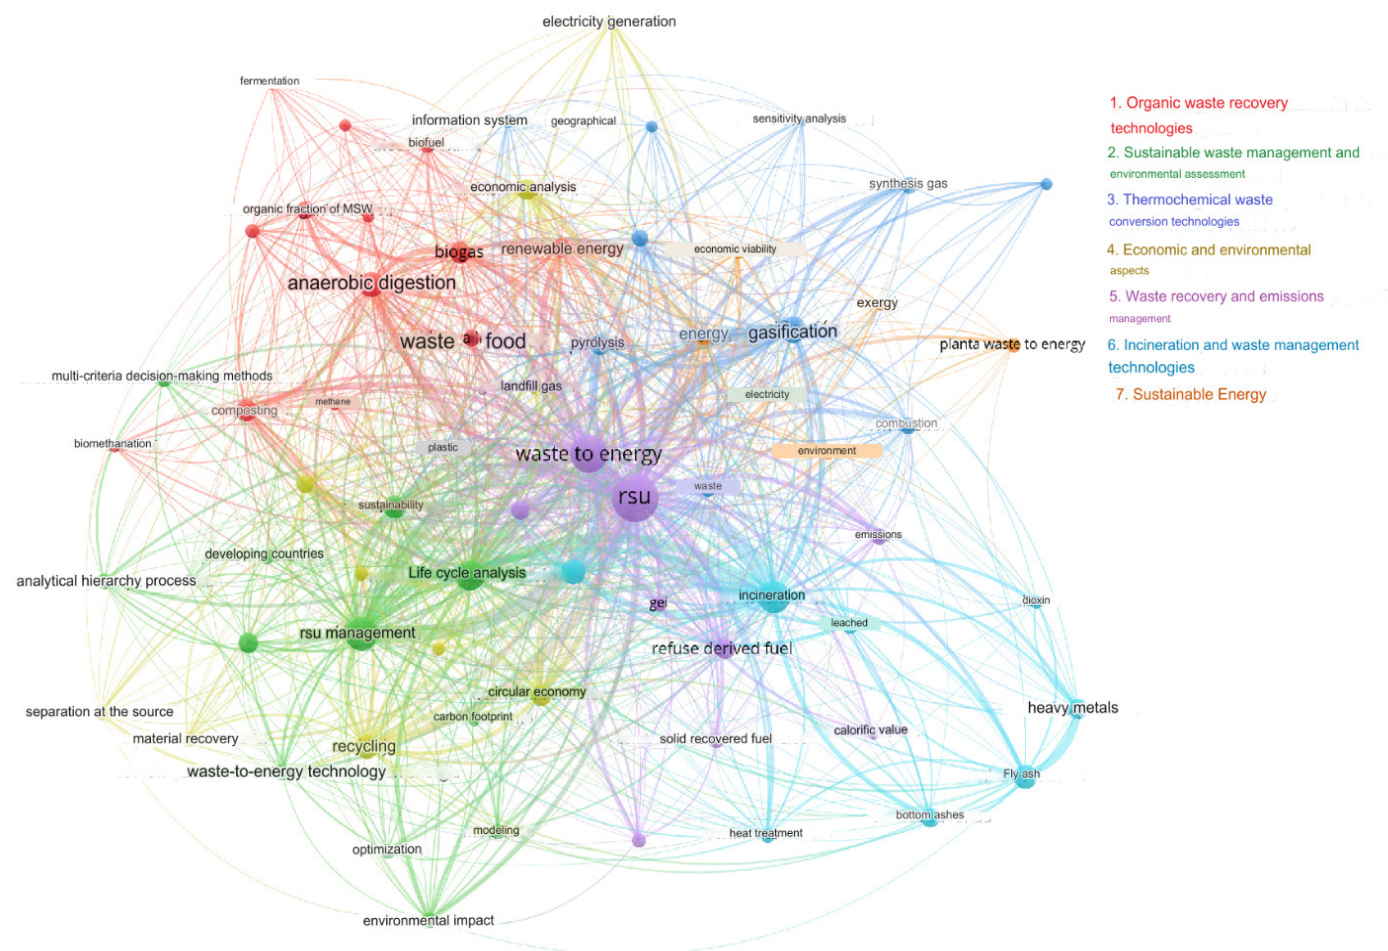 electricity generation
fermentation
information system
geographical
sensitivity analysis
biofuel
economic analysis
synthesis gas
organic fraction of MSW
biogas
renewable energy
economic viability
anaerobic digestion
exergy
waste
food
pyrolysis
energy
gasification
planta waste to energy
multi-criteria decision-making methods
landfill gas
electricity
methane
composting
combustion
biomethanation
plastic
waste to energy
environment
rsu
waste
sustainability
emissions
developing countries
analytical hierarchy process
Life cycle analysis
incineration
gei
dioxin
leached
rsu management
refuse derived fuel
circular economy
heavy metals
separation at the source
carbon footprint
material recovery
recycling
solid recovered fuel
calorific value
waste-to-energy technology
Fly ash
bottom ashes
modeling
heat treatment
optimization
environmental impact
1. Organic waste recovery
technologies
2. Sustainable waste management and
environmental assessment
3. Thermochemical waste
conversion technologies
4. Economic and environmental
aspects
5. Waste recovery and emissions
management
6. Incineration and waste management
technologies
7. Sustainable Energy